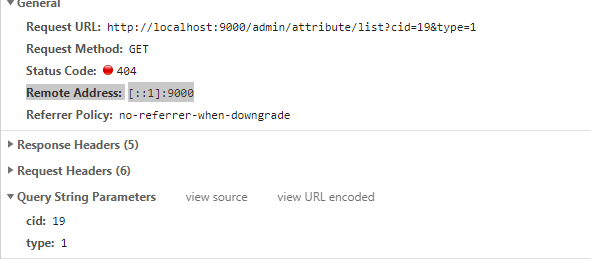 General
Request URL: http://localhost:9000/admin/attribute/list?cid=19&type=1
Request Method: GET
Status Code: 404
Remote Address: [::1]:9000
Referrer Policy: no-referrer-when-downgrade
Response Headers (5)
Request Headers (6)
Query String Parameters view source view URL encoded
cid: 19
type: 1